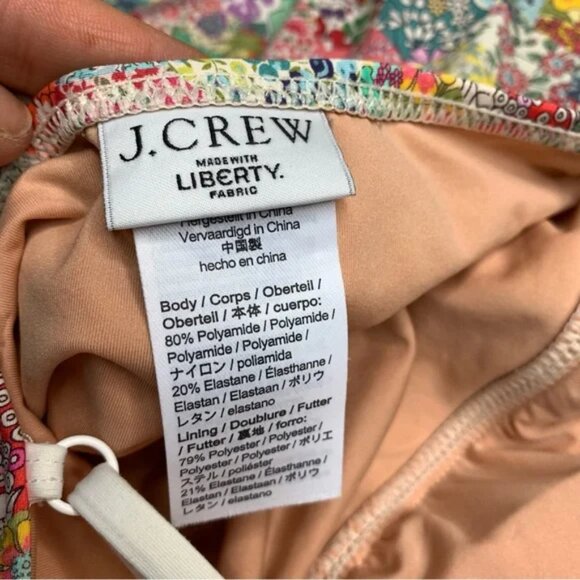 J.CREW
MADE WITH
LIBERTY.
FABRIC
Hergestellt in China
Vervaardigd in China
中国製
hecho en china
Body / Corps / Obertell /
Obertell / 本体 / cuerpo:
80% Polyamide / Polyamide /
Polyamide / Polyamide /
ナイロン / poliamida
20% Elastane / Élasthanne /
Elastan / Elastaan / ポリウ
レタン / elastano
Lining / Doublure / Futter
/ Futter / 裏地 / forro:
79% Polyester / Polyester /
Polyester / Polyester / ポリエ
ステル / poliéster
21% Elastane / Élasthanne /
Elastan / Elastaan / ポリウ
レタン / elastano